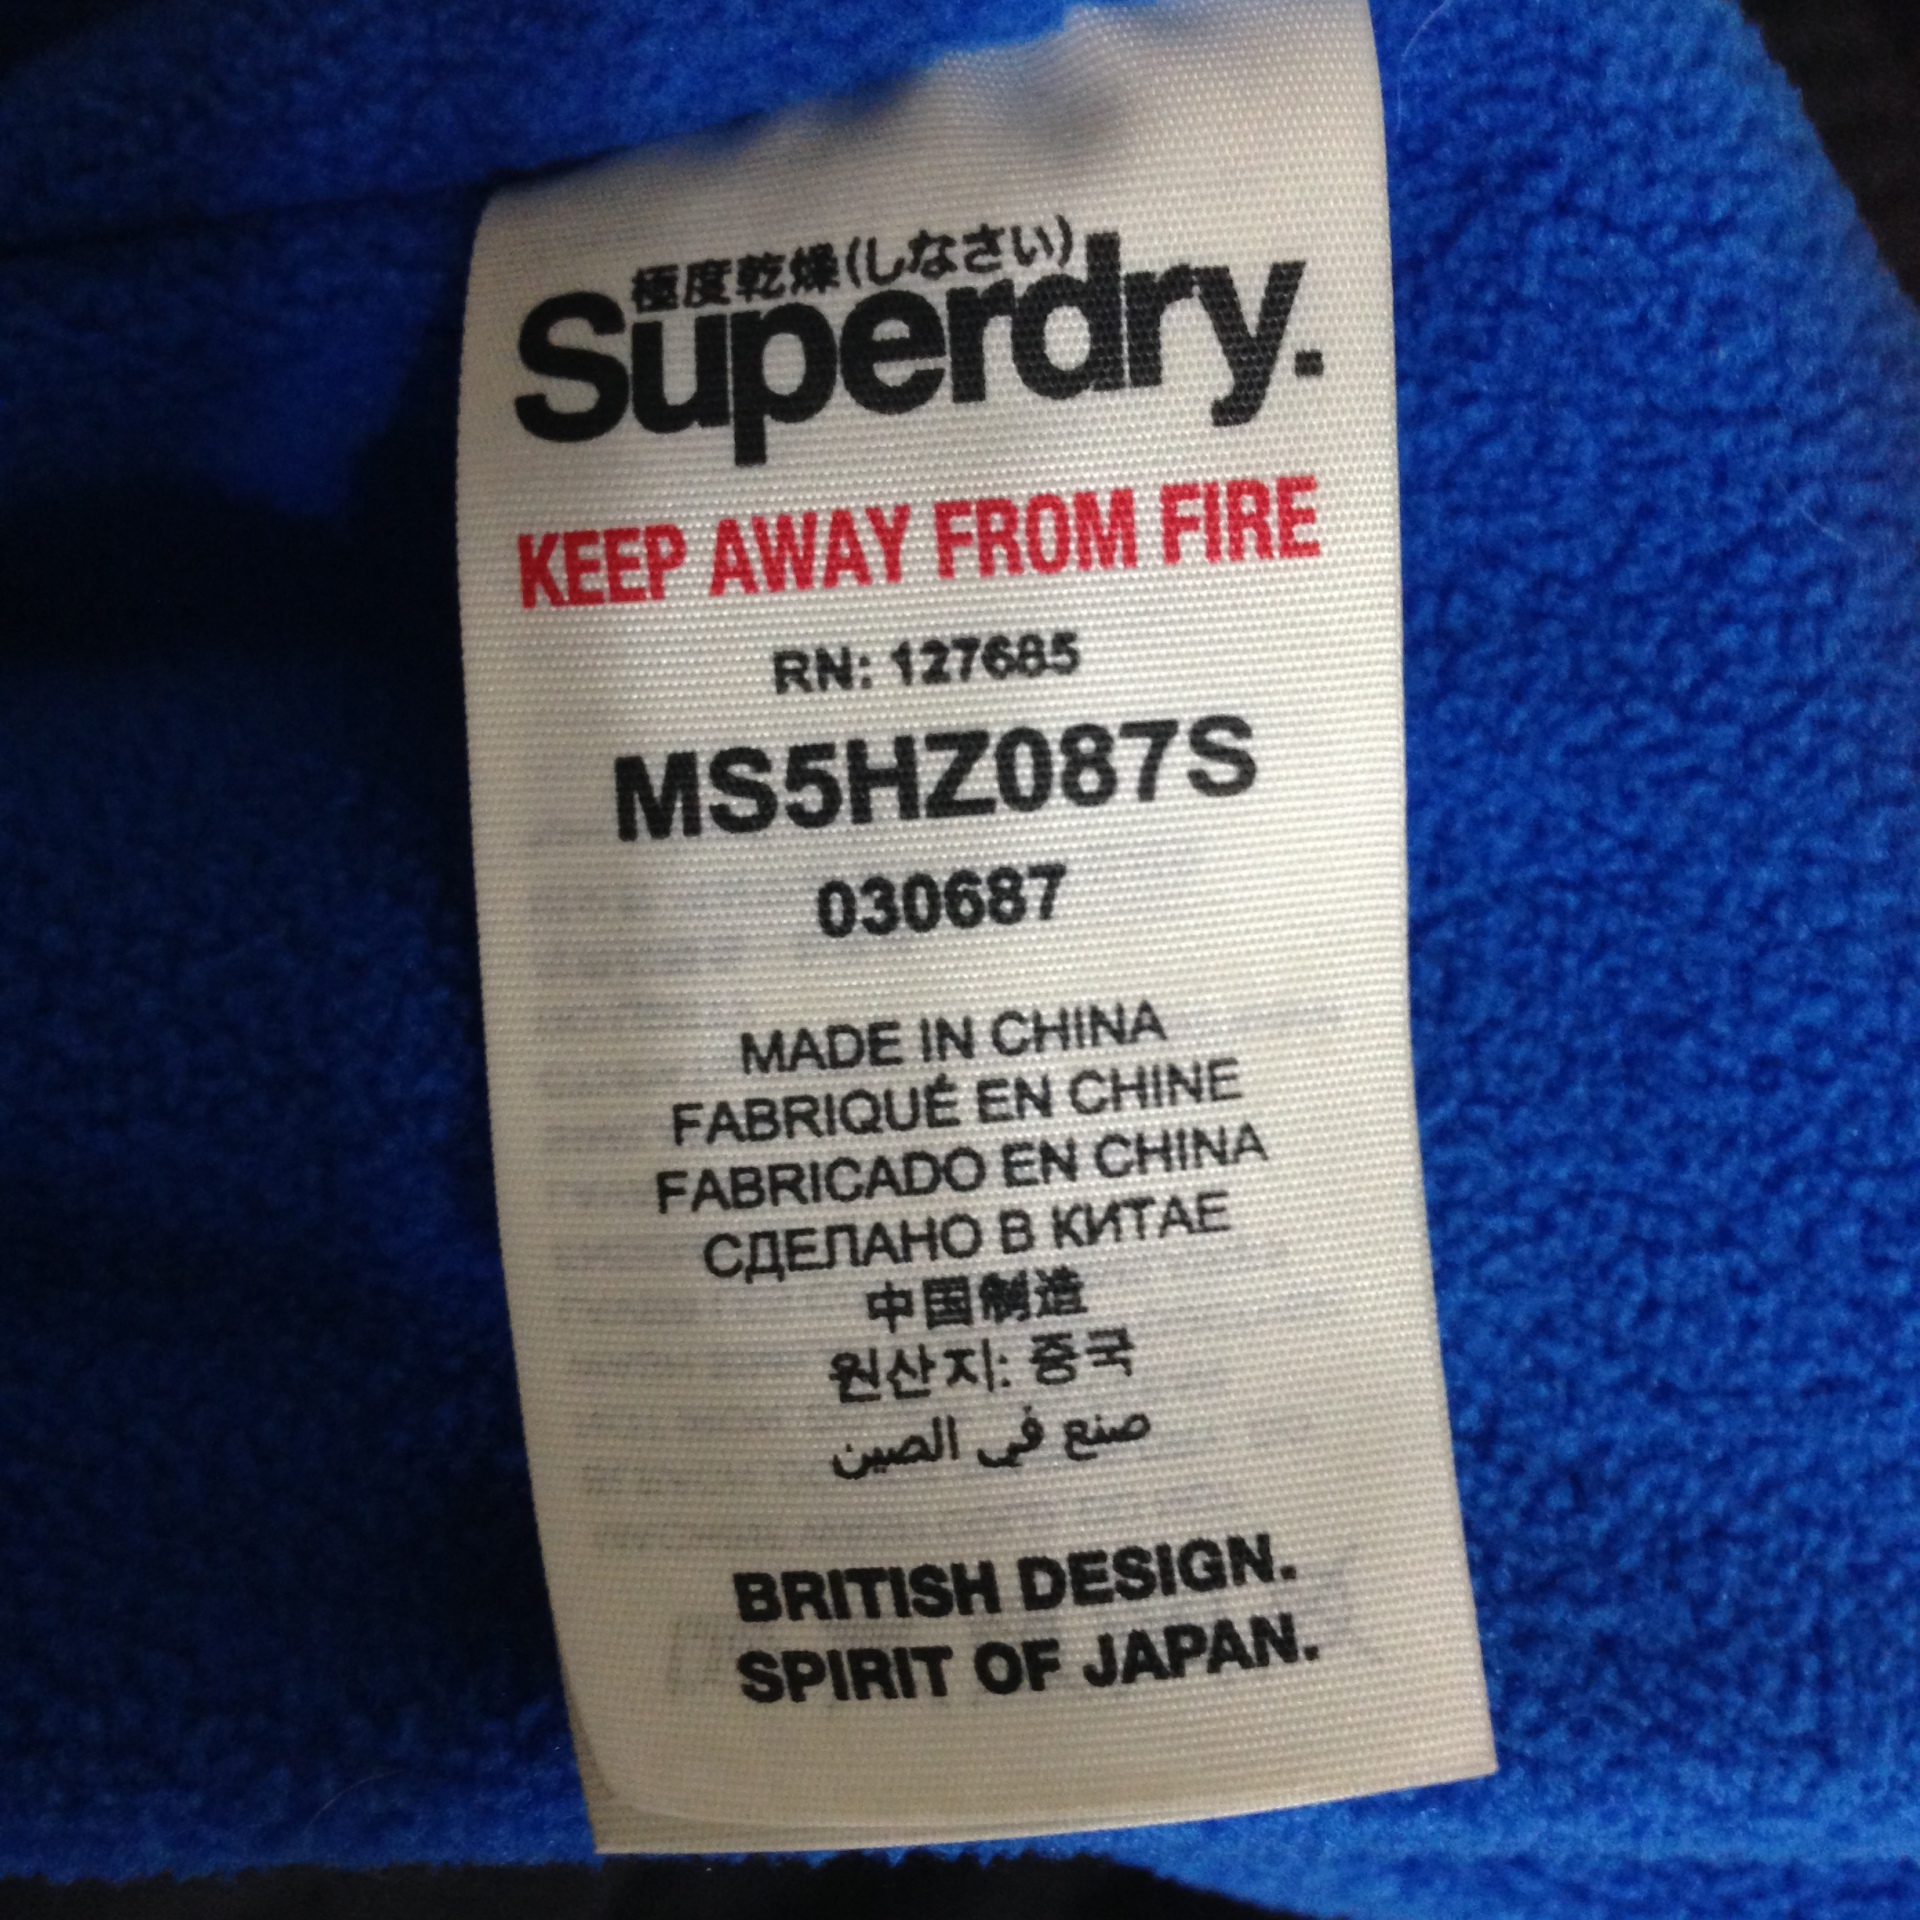 極度乾燥(しなさい)
Superdry.
KEEP AWAY FROM FIRE
RN: 127685
MS5HZ087S
030687
MADE IN CHINA
FABRIQUÉ EN CHINE
FABRICADO EN CHINA
СДЕЛАНО В КИТАЕ
中国制造
원산지: 중국
صنع في الصين
BRITISH DESIGN.
SPIRIT OF JAPAN.